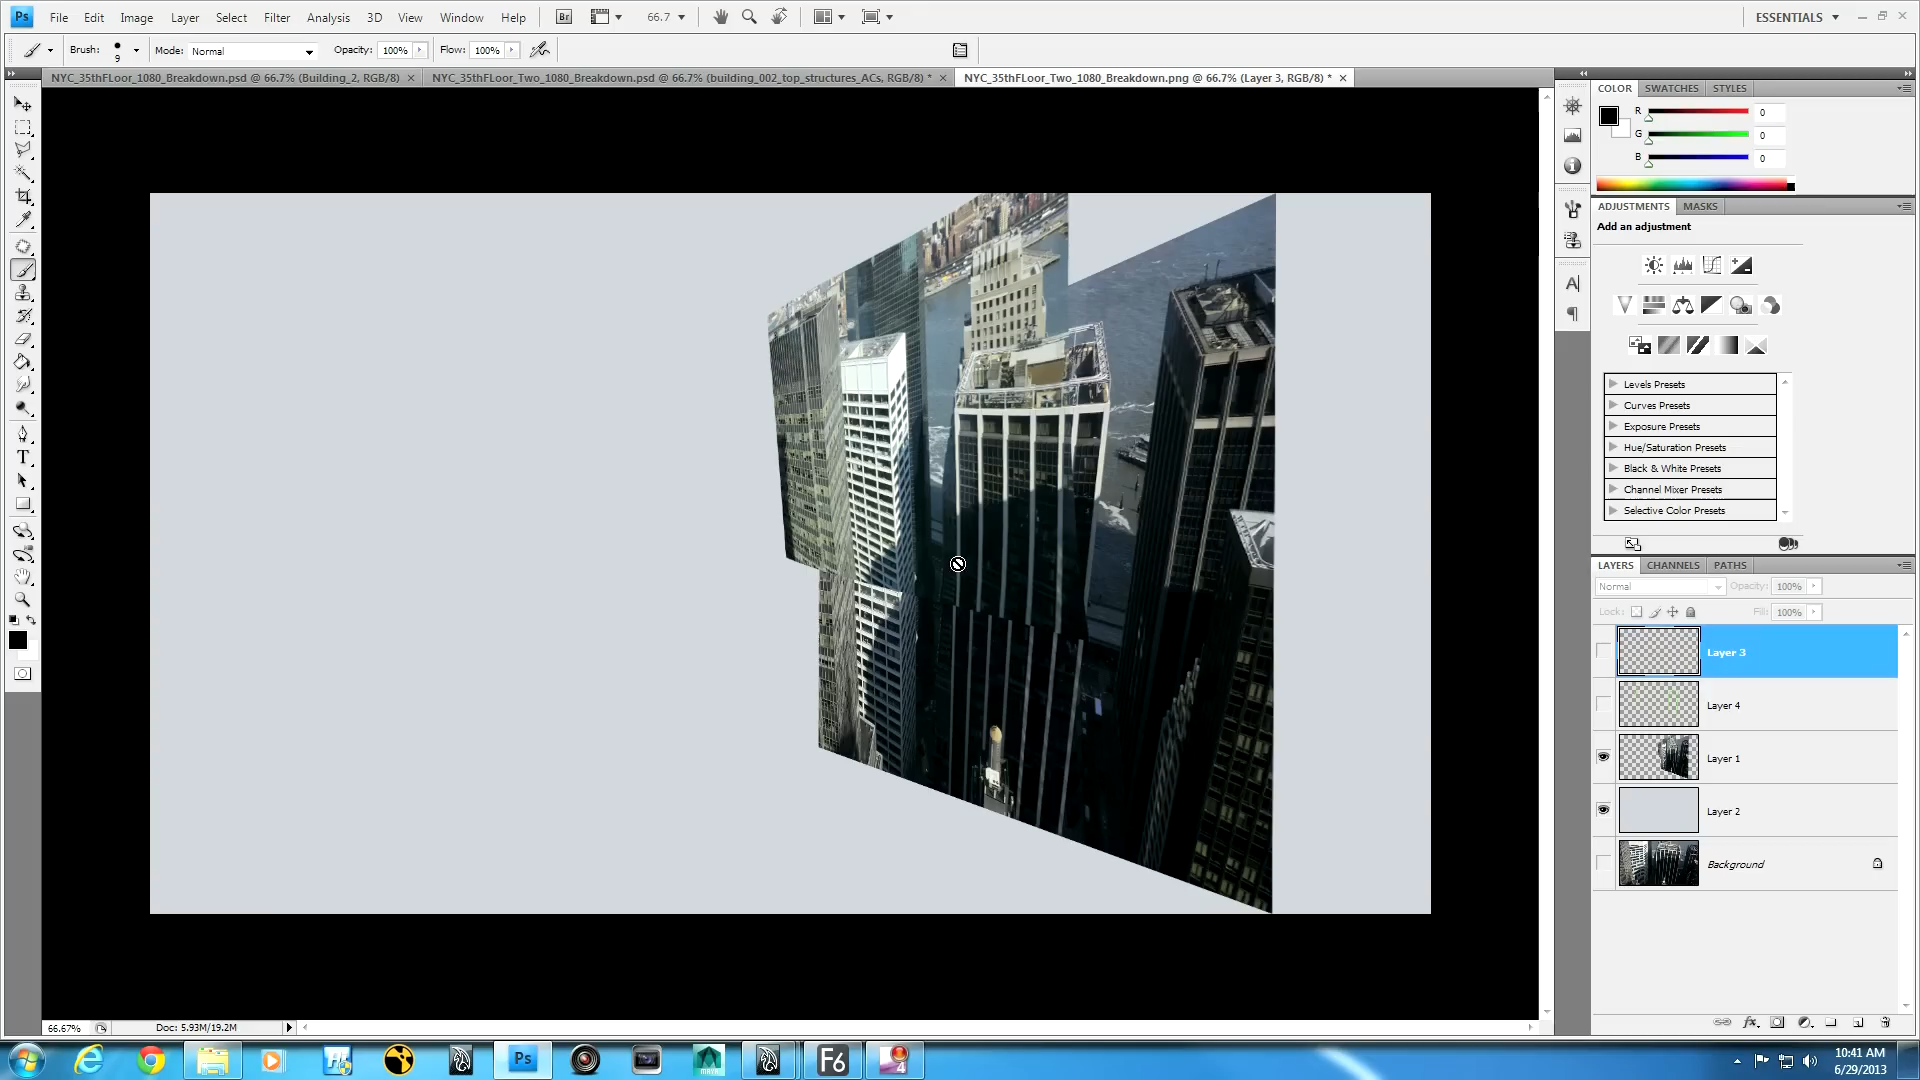 Ps File Edit Image Layer Select Filter Analysis 3D View Window Help Br 66.7 ESSENTIALS
Brush: 9 Mode: Normal Opacity: 100% Flow: 100%
NYC_35thFLoor_1080_Breakdown.psd @ 66.7% (Building_2, RGB/8) × NYC_35thFLoor_Two_1080_Breakdown.psd @ 66.7% (building_002_top_structures_ACs, RGB/8) * × NYC_35thFLoor_Two_1080_Breakdown.png @ 66.7% (Layer 3, RGB/8) * ×
COLOR SWATCHES STYLES
R 0
G 0
B 0
ADJUSTMENTS MASKS
Add an adjustment
Levels Presets
Curves Presets
Exposure Presets
Hue/Saturation Presets
Black & White Presets
Channel Mixer Presets
Selective Color Presets
LAYERS CHANNELS PATHS
Normal Opacity: 100%
Lock: Fill: 100%
Layer 3
Layer 4
Layer 1
Layer 2
Background
66.67% Doc: 5.93M/19.2M
Ps MAYA F6 4 10:41 AM
6/29/2013